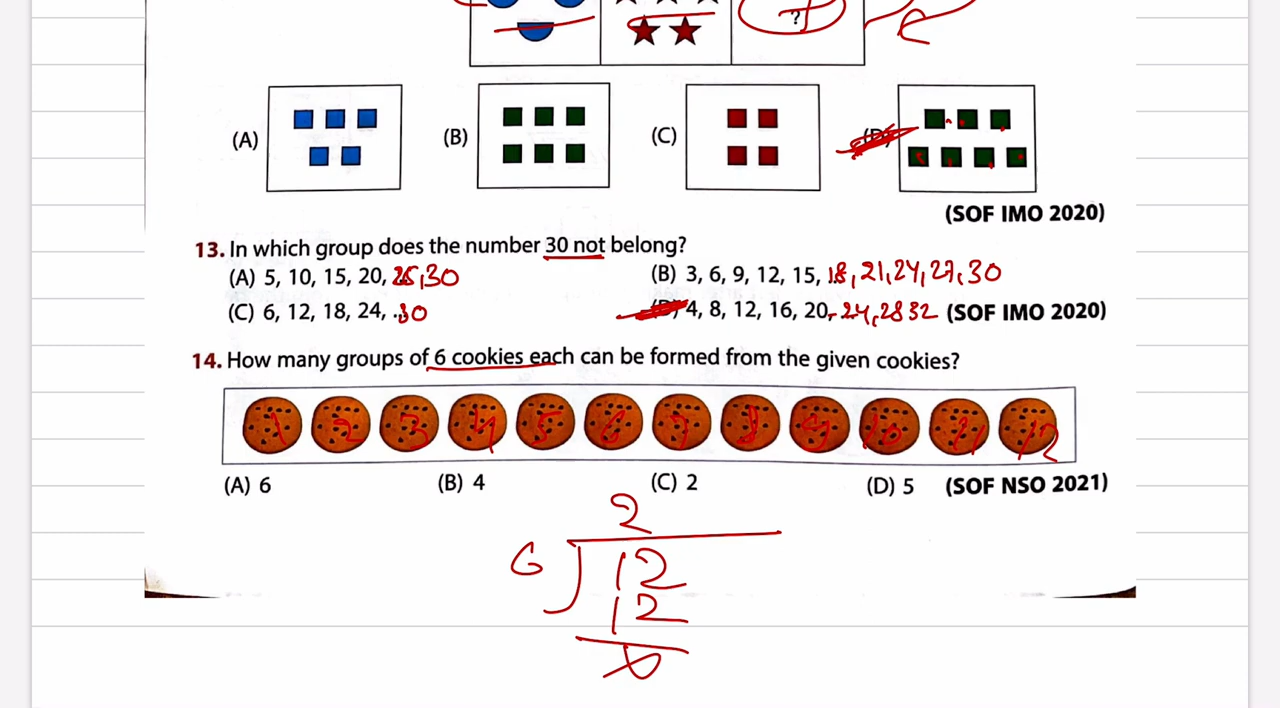 ?
(A) (B) (C) (D)
(SOF IMO 2020)
13. In which group does the number 30 not belong?
(A) 5, 10, 15, 20, 25,30 (B) 3, 6, 9, 12, 15, 18, 21, 24, 27, 30
(C) 6, 12, 18, 24, ..30 (D) 4, 8, 12, 16, 20, 24, 28 32 (SOF IMO 2020)
14. How many groups of 6 cookies each can be formed from the given cookies?
1 2 3 4 5 6 7 8 9 10 11 12
(A) 6 (B) 4 (C) 2 (D) 5 (SOF NSO 2021)
2
6 12
12
0